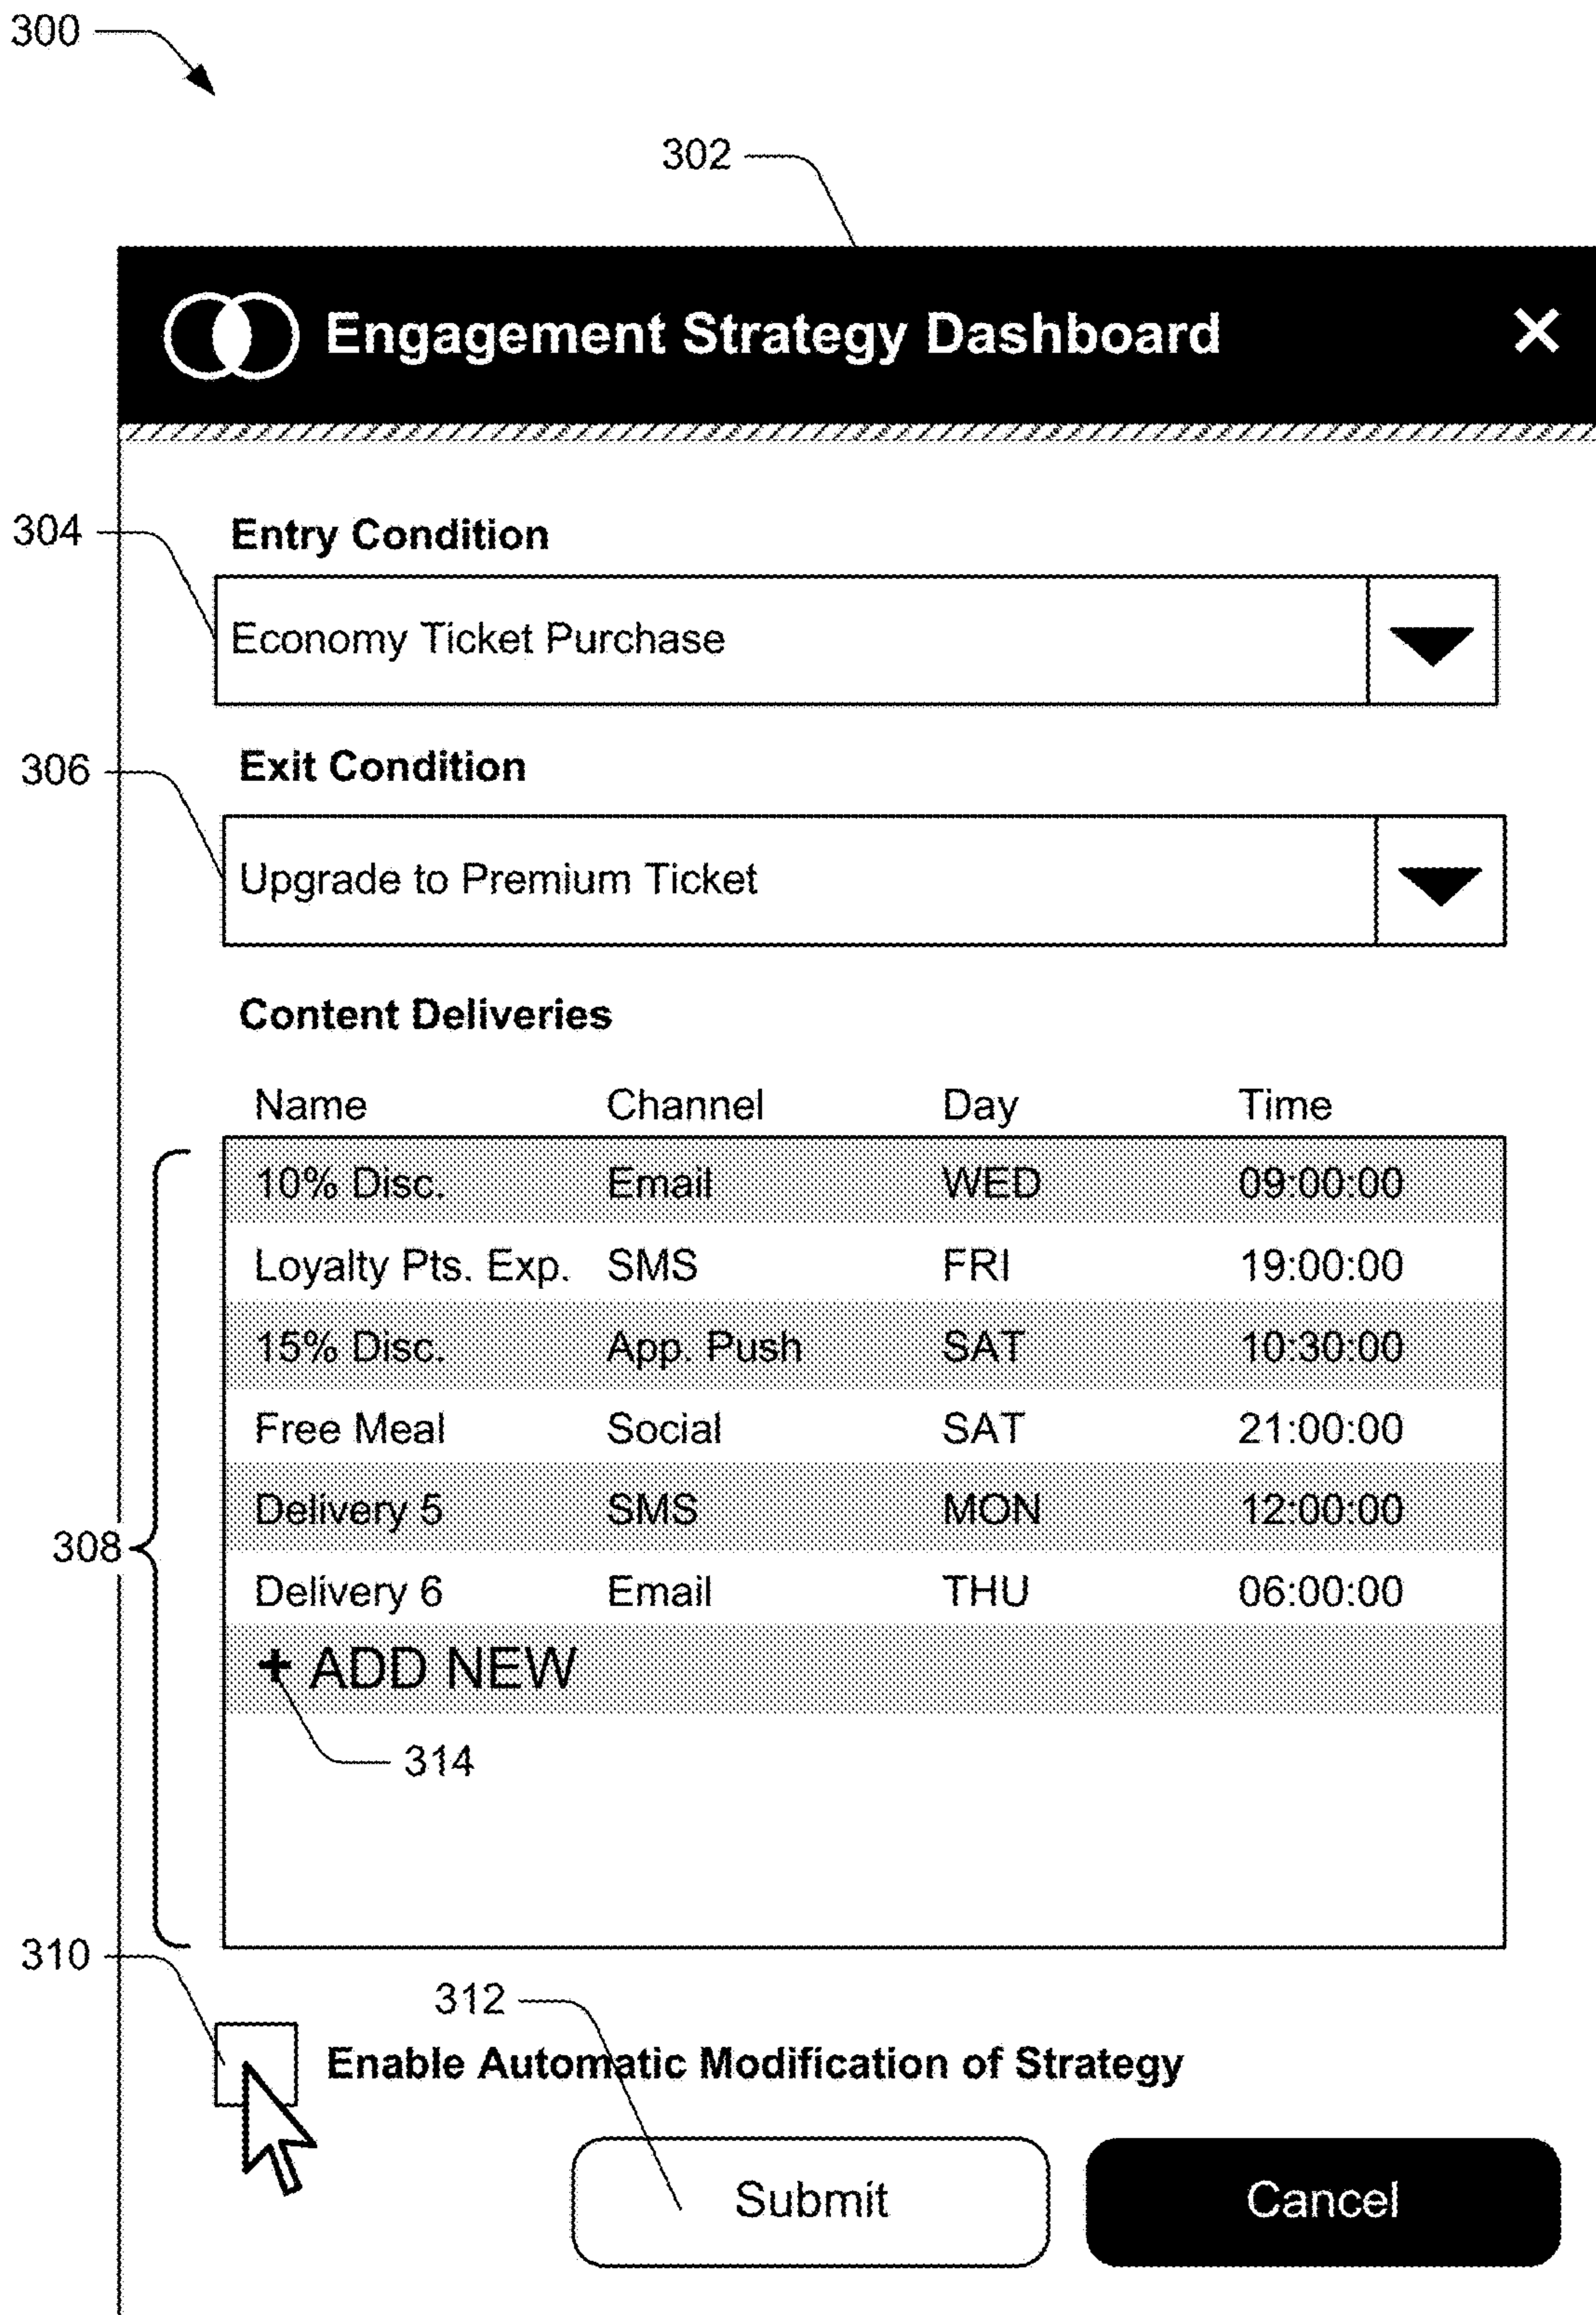 300
302
Engagement Strategy Dashboard ✕
304
Entry Condition
Economy Ticket Purchase
306
Exit Condition
Upgrade to Premium Ticket
Content Deliveries
Name Channel Day Time
10% Disc. Email WED 09:00:00
Loyalty Pts. Exp. SMS FRI 19:00:00
15% Disc. App. Push SAT 10:30:00
Free Meal Social SAT 21:00:00
Delivery 5 SMS MON 12:00:00
308
Delivery 6 Email THU 06:00:00
+ ADD NEW
314
310
312
Enable Automatic Modification of Strategy
Submit Cancel